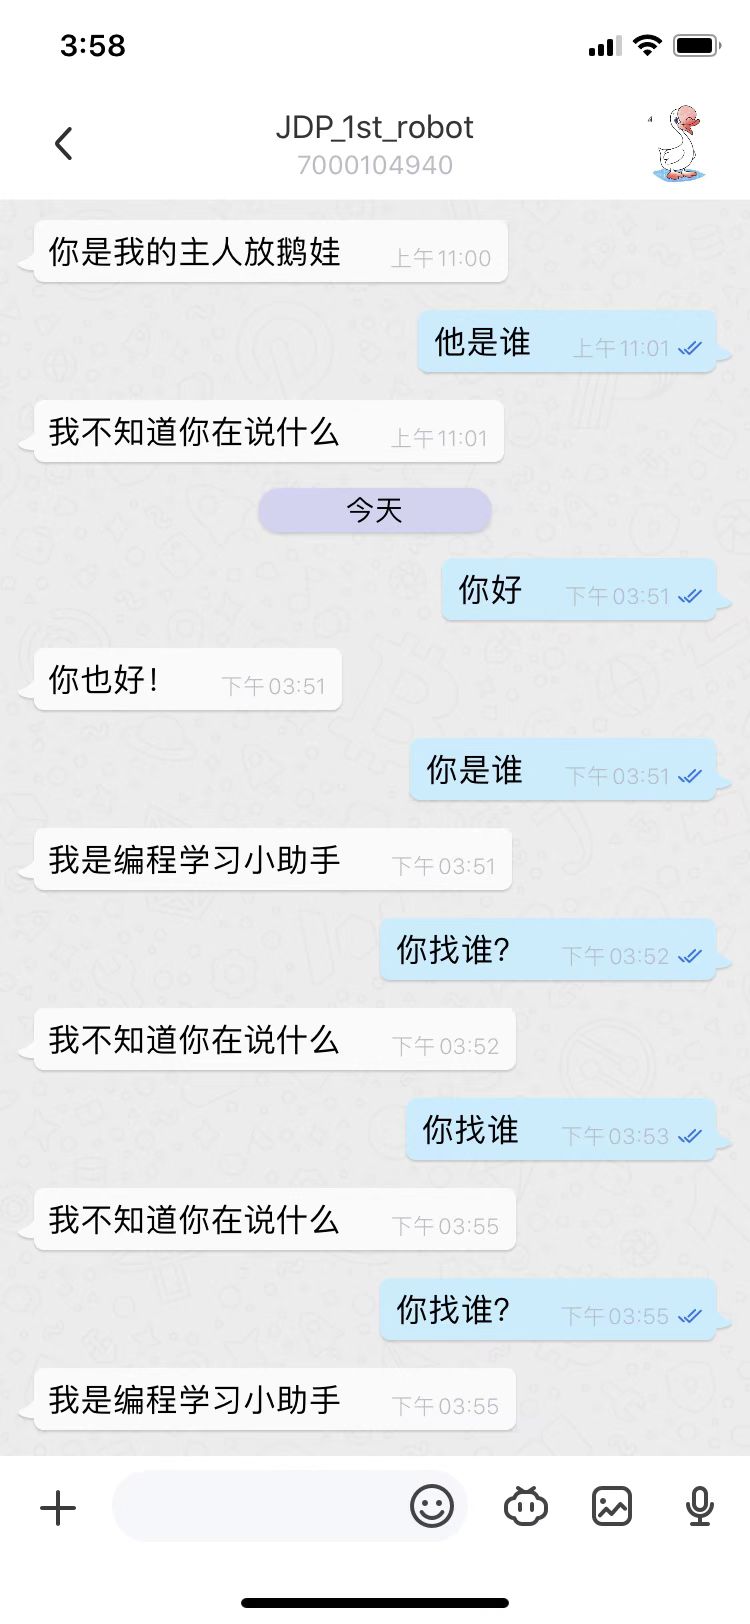 3:58
JDP_1st_robot
7000104940
你是我的主人放鹅娃 上午11:00
他是谁 上午11:01
我不知道你在说什么 上午11:01
今天
你好 下午03:51
你也好! 下午03:51
你是谁 下午03:51
我是编程学习小助手 下午03:51
你找谁? 下午03:52
我不知道你在说什么 下午03:52
你找谁 下午03:53
我不知道你在说什么 下午03:55
你找谁? 下午03:55
我是编程学习小助手 下午03:55